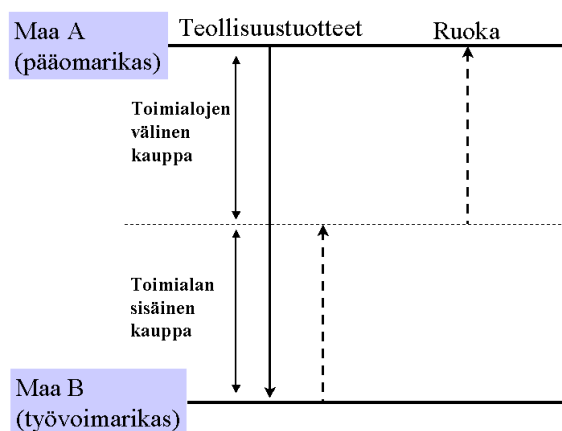 Maa A
(pääomarikas)
Teollisuustuotteet
Ruoka
Toimialojen
välinen
kauppa
Toimialan
sisäinen
kauppa
Maa B
(työvoimarikas)